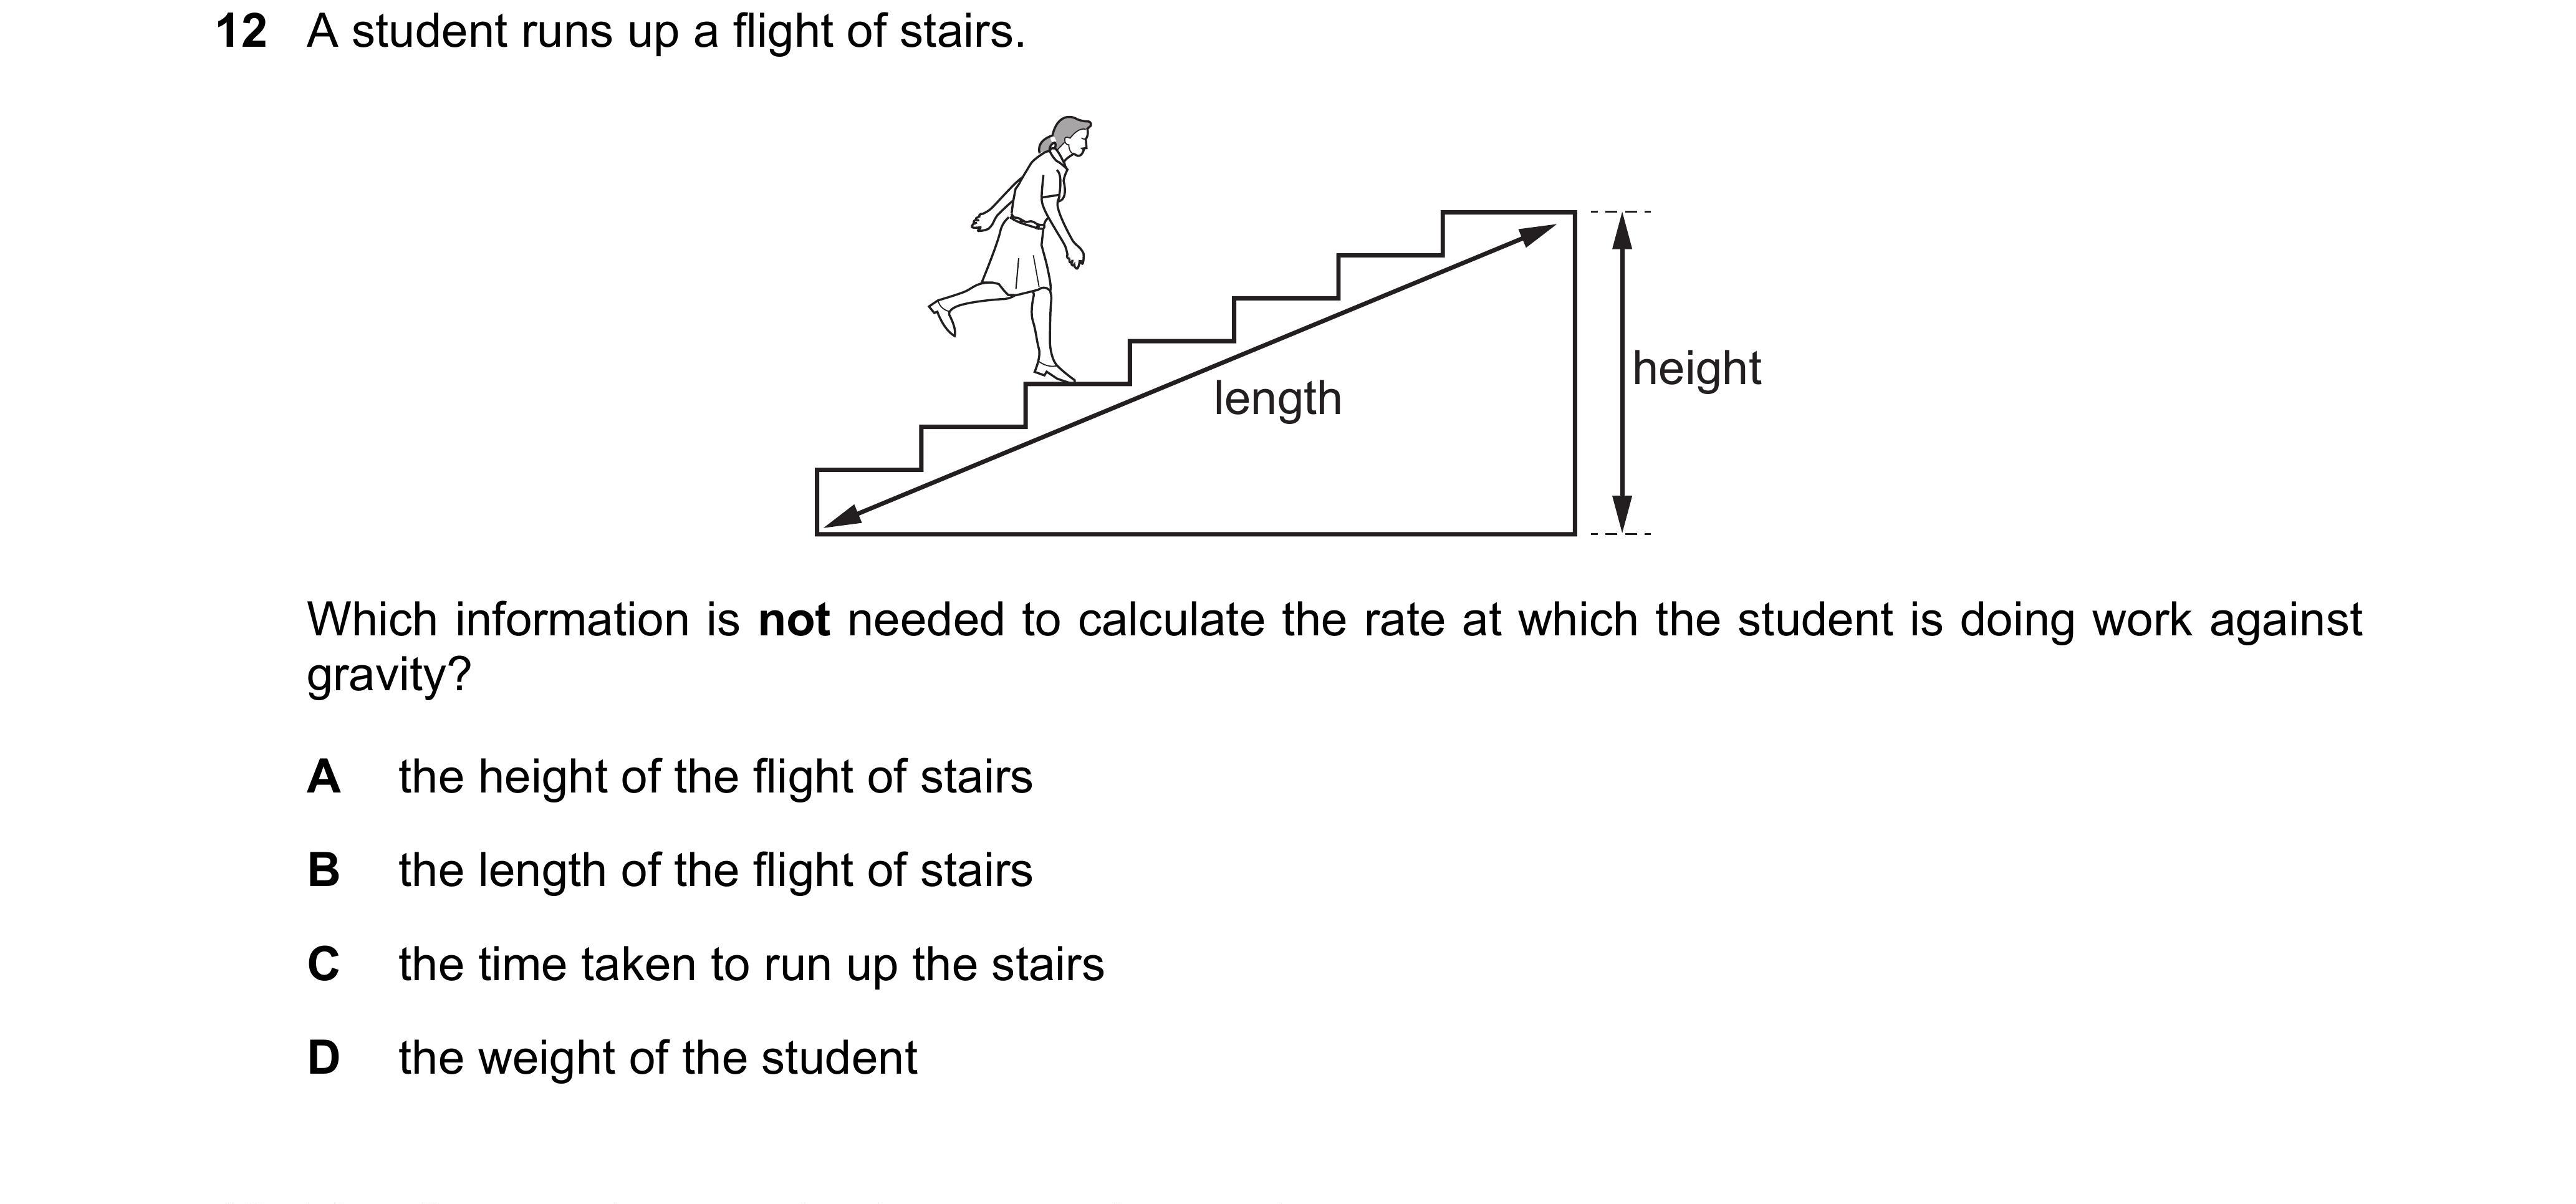 12 A student runs up a flight of stairs.
length
height
Which information is not needed to calculate the rate at which the student is doing work against
gravity?
A the height of the flight of stairs
B the length of the flight of stairs
C the time taken to run up the stairs
D the weight of the student